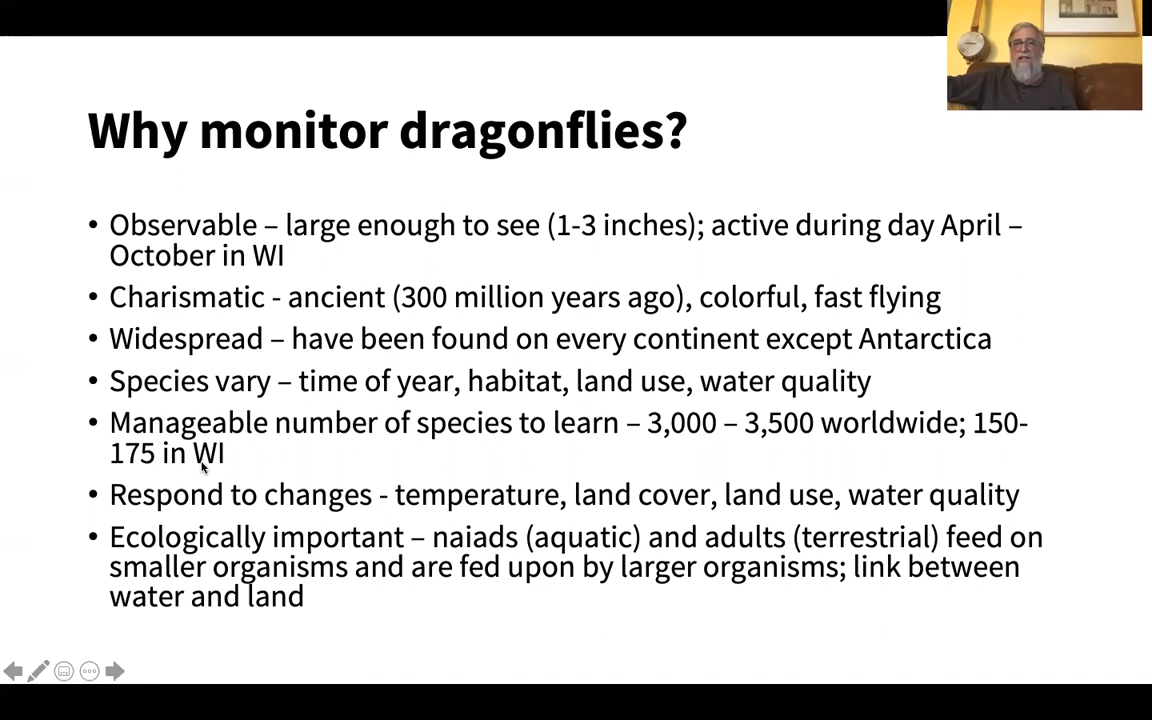 Why monitor dragonflies?
• Observable – large enough to see (1-3 inches); active during day April –
October in WI
• Charismatic - ancient (300 million years ago), colorful, fast flying
• Widespread – have been found on every continent except Antarctica
• Species vary – time of year, habitat, land use, water quality
• Manageable number of species to learn – 3,000 – 3,500 worldwide; 150-
175 in WI
• Respond to changes - temperature, land cover, land use, water quality
• Ecologically important – naiads (aquatic) and adults (terrestrial) feed on
smaller organisms and are fed upon by larger organisms; link between
water and land